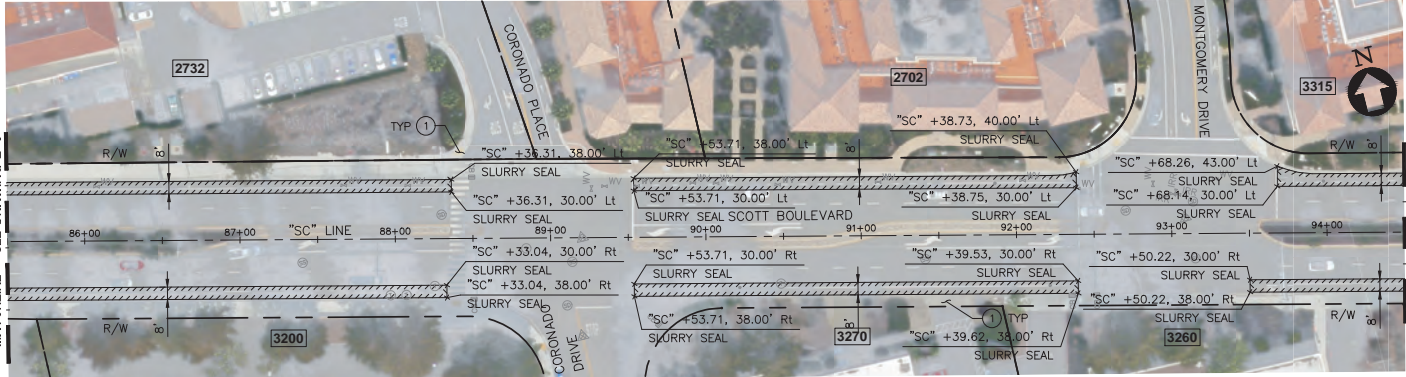 2732
CORONADO PLACE
2702
MONTGOMERY DRIVE
3315
N
TYP 1
"SC" +38.73, 40.00' Lt
SLURRY SEAL
R/W
8'
"SC" +36.31, 38.00' Lt
SLURRY SEAL
"SC" +53.71, 38.00' Lt
SLURRY SEAL
8'
"SC" +68.26, 43.00' Lt
SLURRY SEAL
R/W
8'
WV
WV
WV
"SC" +36.31, 30.00' Lt
SLURRY SEAL
"SC" +53.71, 30.00' Lt
SLURRY SEAL
SCOTT BOULEVARD
"SC" +38.75, 30.00' Lt
SLURRY SEAL
"SC" +68.14, 30.00' Lt
SLURRY SEAL
86+00
87+00
"SC" LINE
88+00
89+00
90+00
91+00
92+00
93+00
94+00
"SC" +33.04, 30.00' Rt
SLURRY SEAL
"SC" +53.71, 30.00' Rt
SLURRY SEAL
"SC" +39.53, 30.00' Rt
SLURRY SEAL
"SC" +50.22, 30.00' Rt
SLURRY SEAL
"SC" +33.04, 38.00' Rt
SLURRY SEAL
"SC" +50.22, 38.00' Rt
SLURRY SEAL
R/W
8'
3200
CORONADO DRIVE
"SC" +53.71, 38.00' Rt
SLURRY SEAL
8'
3270
1 TYP
"SC" +39.62, 38.00' Rt
SLURRY SEAL
3260
R/W
8'